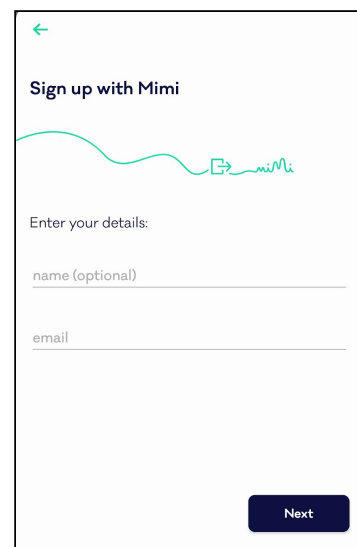 Sign up with Mimi
miMi
Enter your details:
name (optional)
email
Next